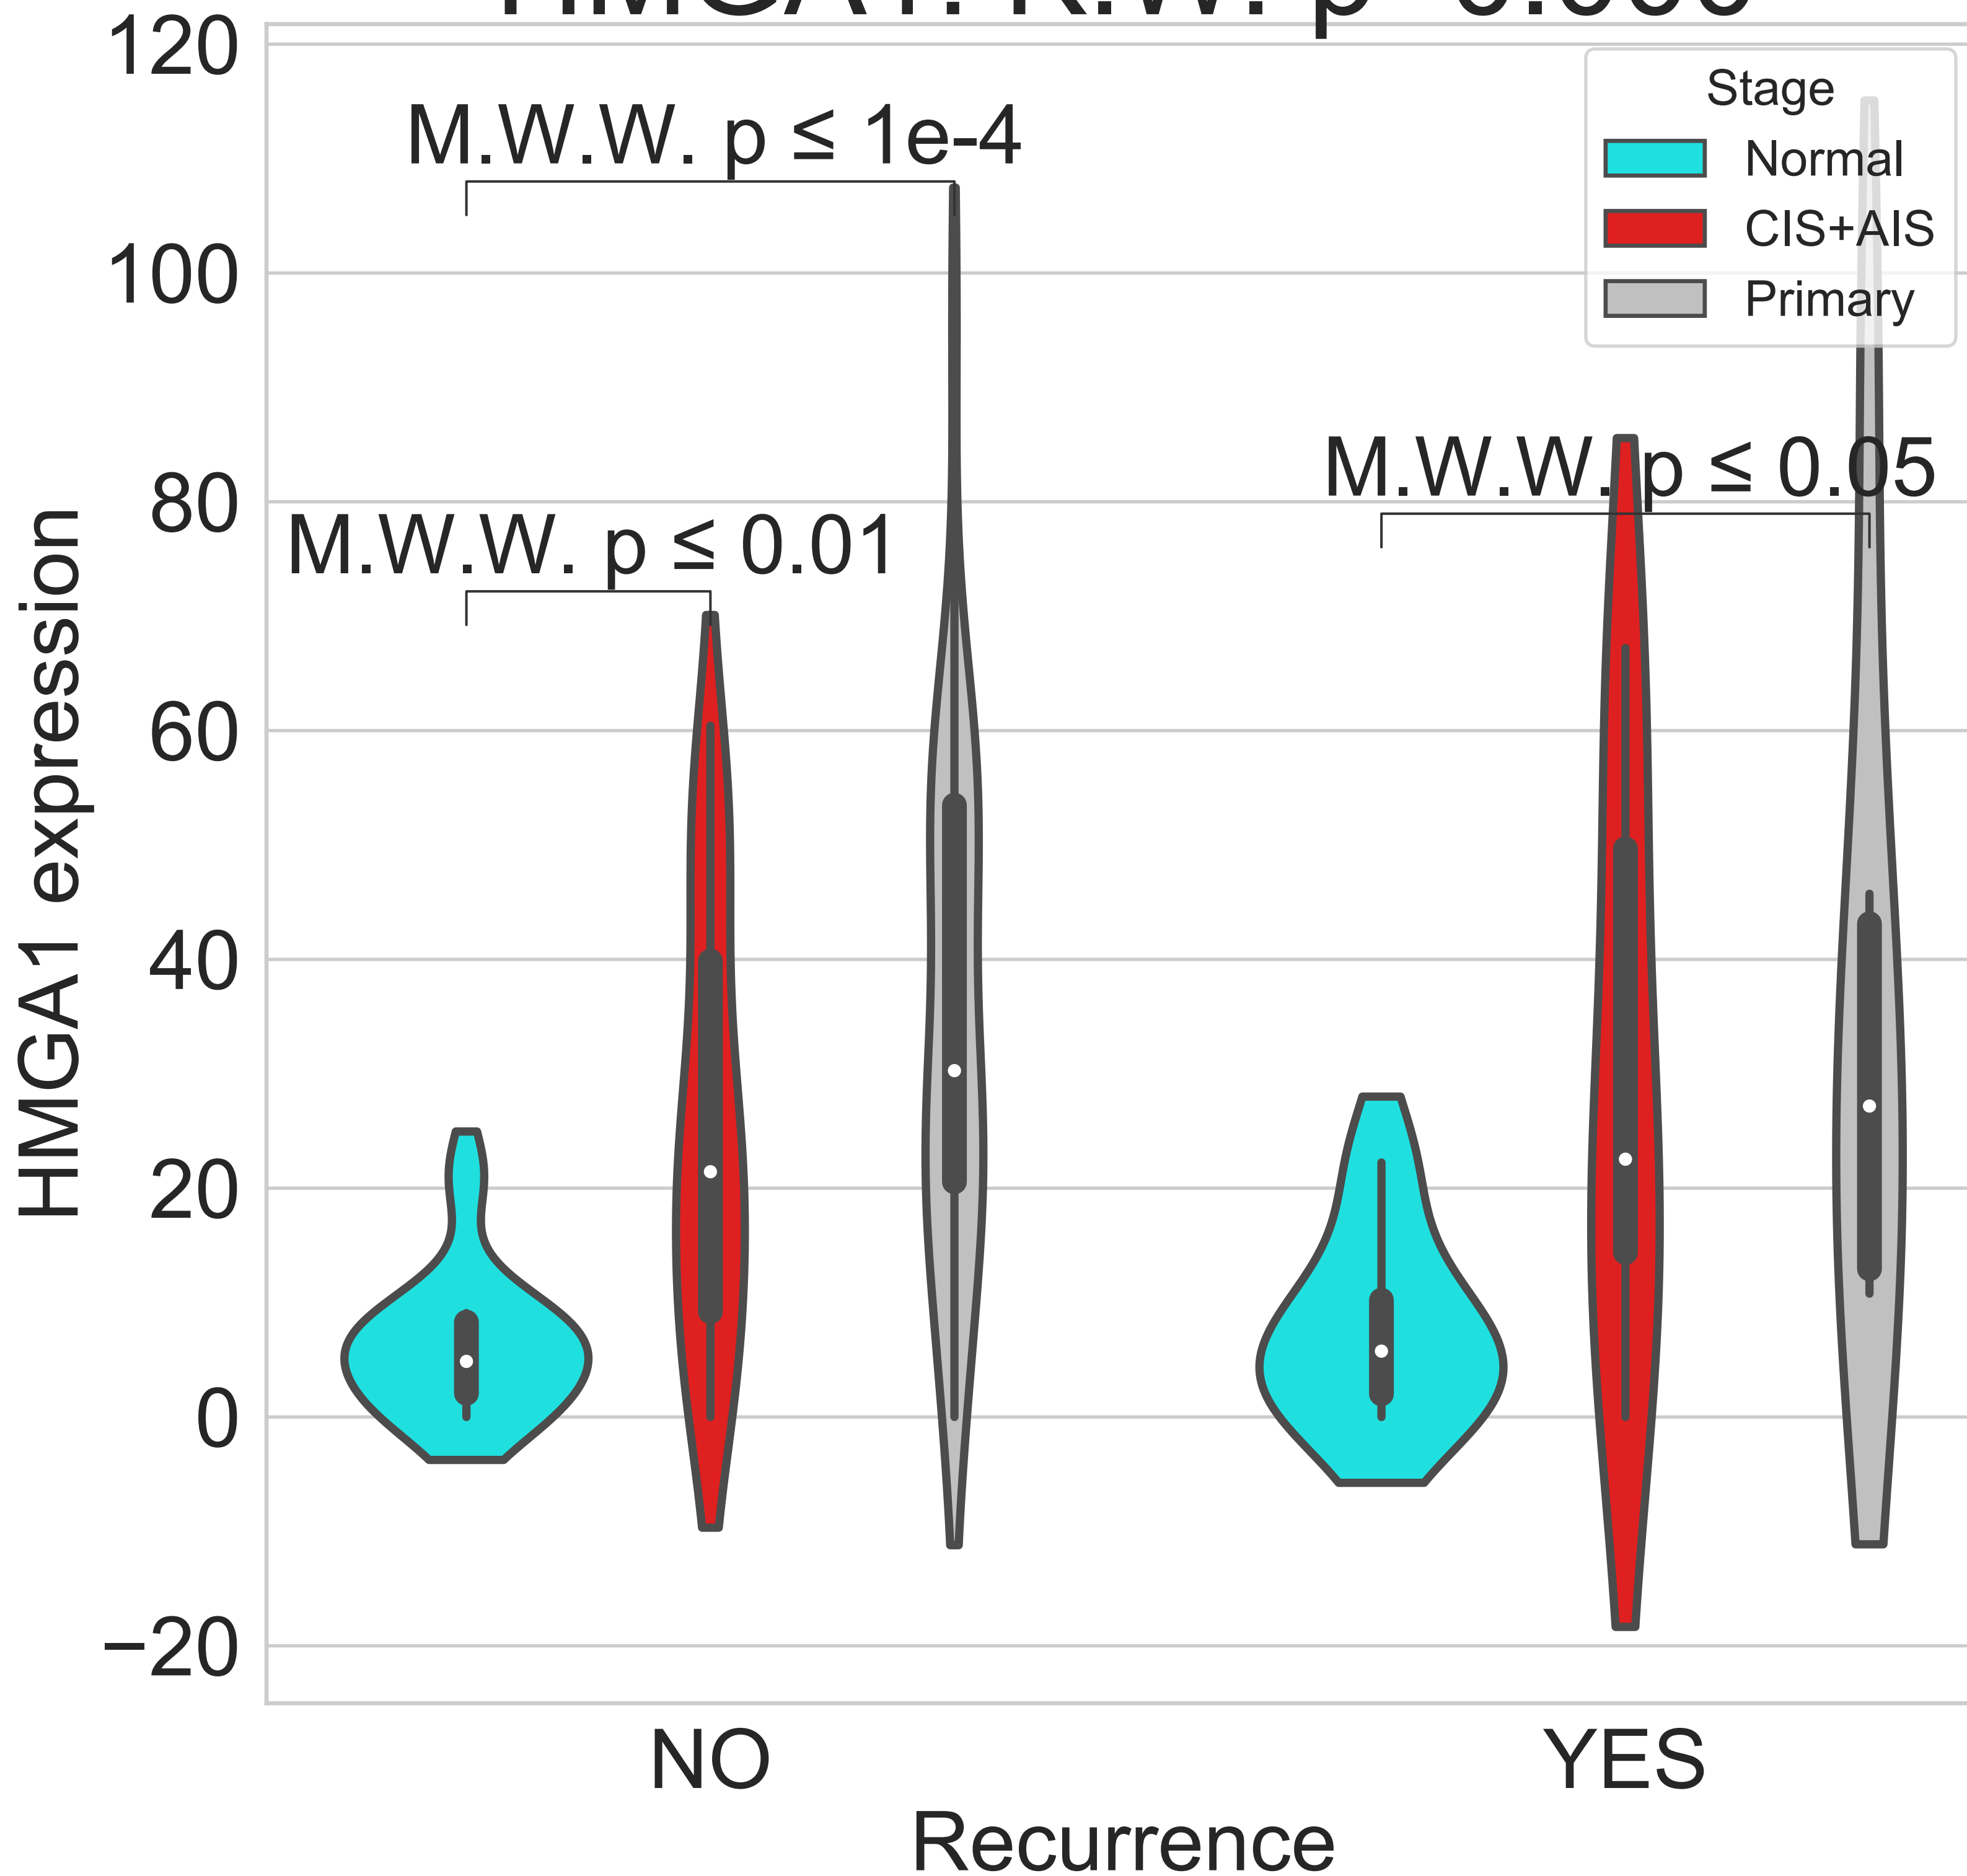 120
100
80
60
40
20
0
−20
HMGA1 expression
M.W.W. p ≤ 1e-4
M.W.W. p ≤ 0.01
M.W.W. p ≤ 0.05
Stage
Normal
CIS+AIS
Primary
NO
YES
Recurrence